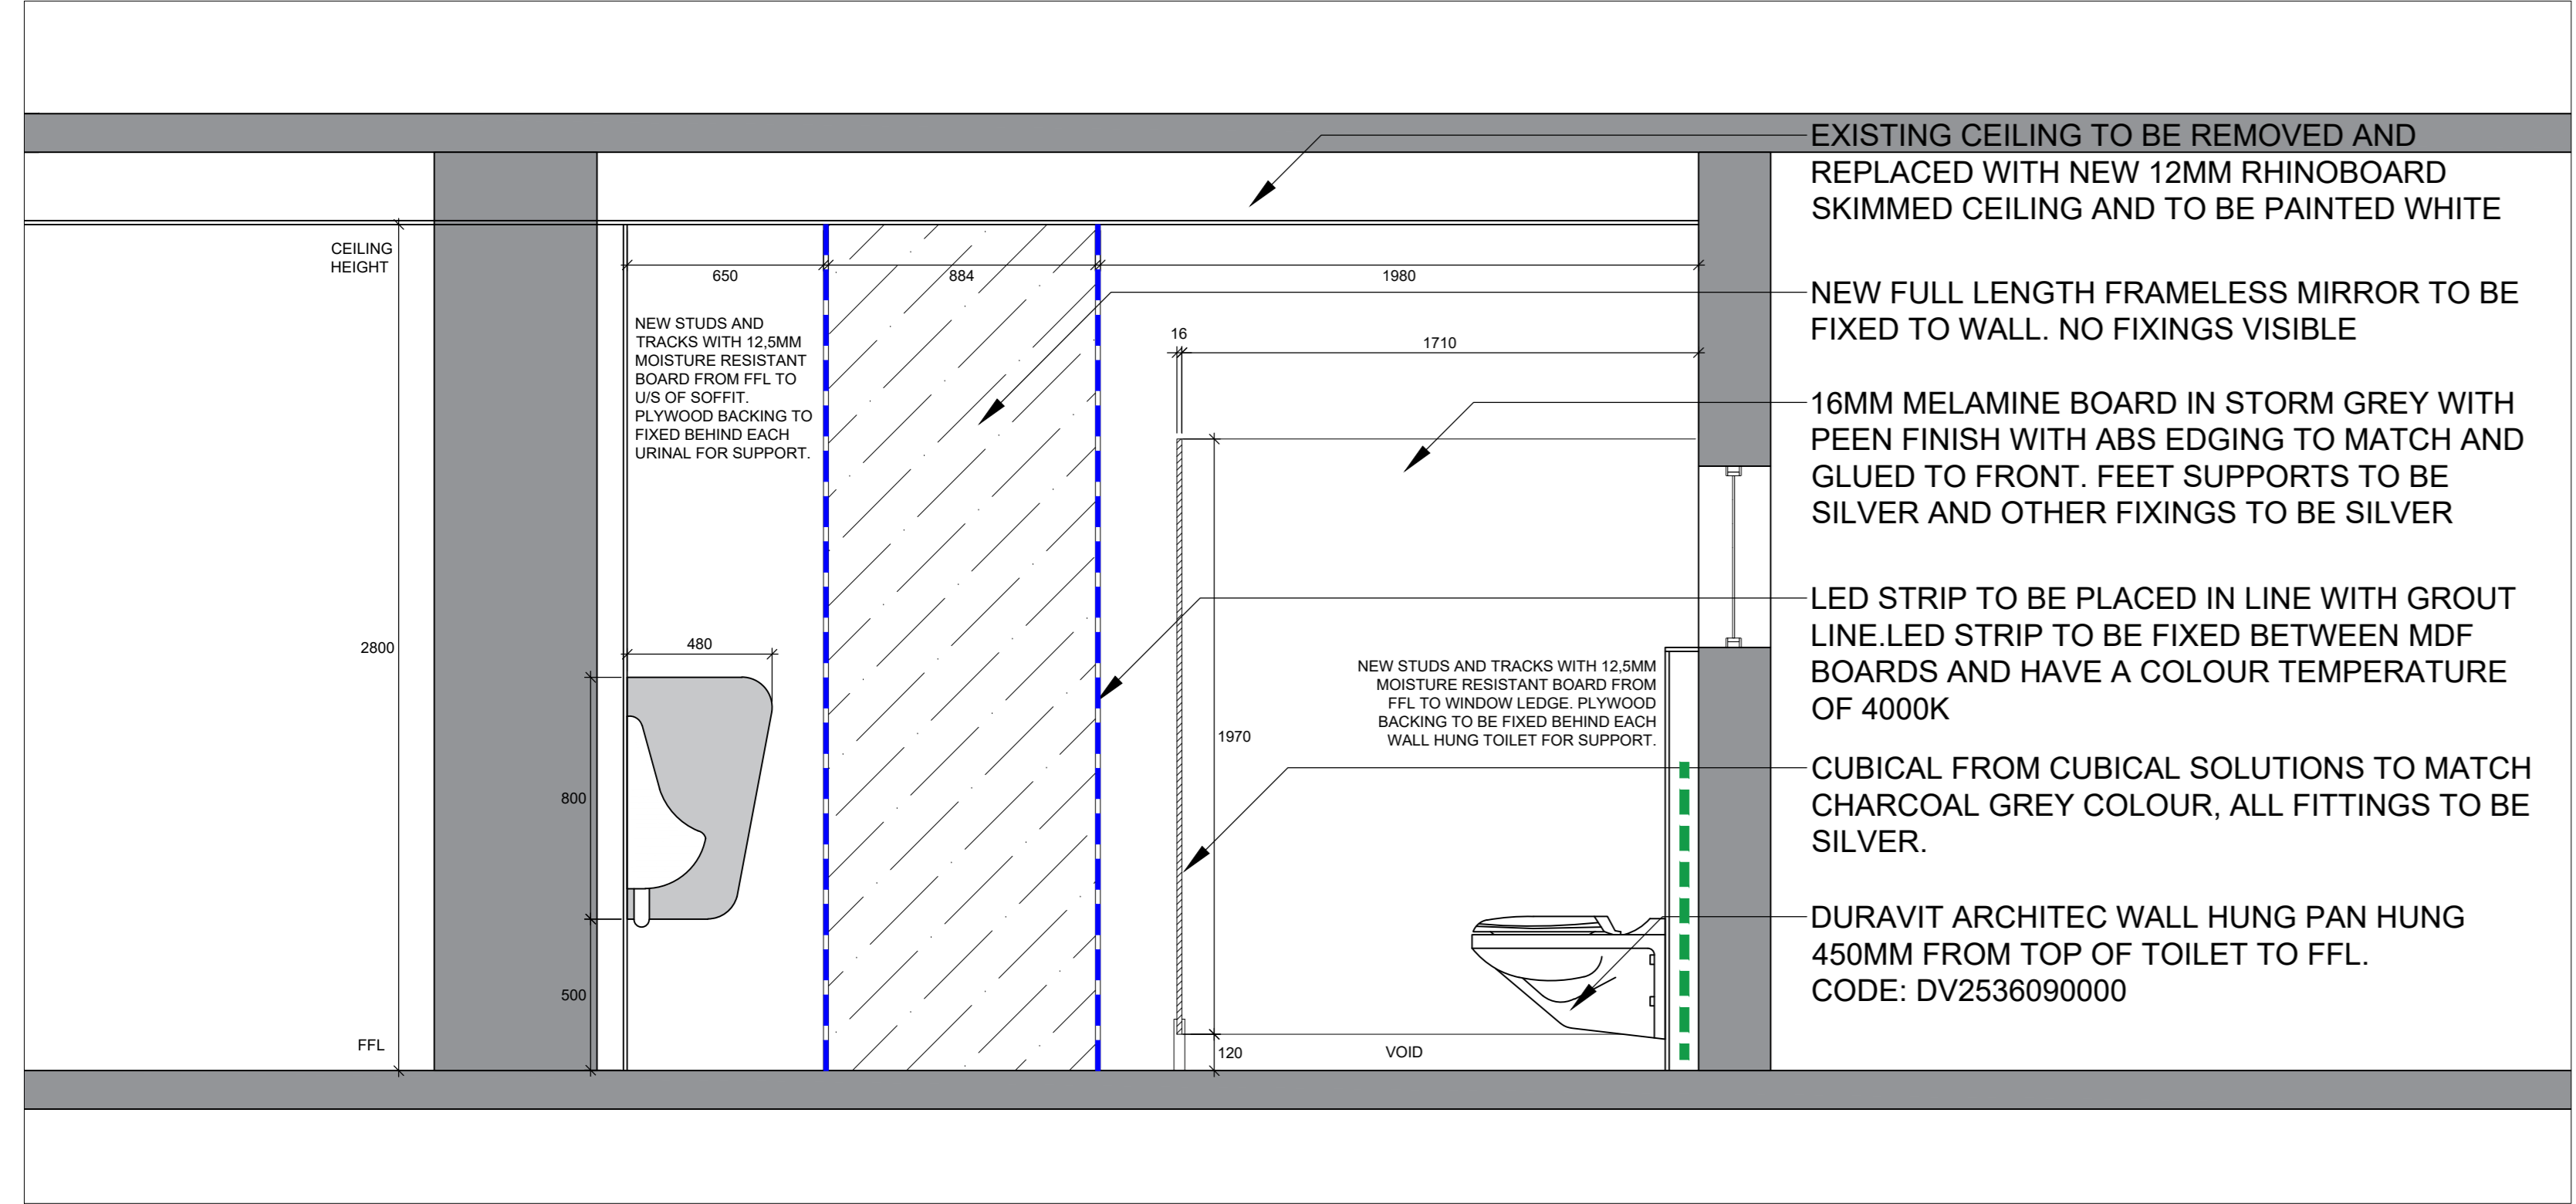 CEILING
HEIGHT
2800
FFL
650
884
1980
NEW STUDS AND
TRACKS WITH 12,5MM
MOISTURE RESISTANT
BOARD FROM FFL TO
U/S OF SOFFIT.
PLYWOOD BACKING TO
FIXED BEHIND EACH
URINAL FOR SUPPORT.
480
800
500
16
1710
1970
120
VOID
NEW STUDS AND TRACKS WITH 12,5MM
MOISTURE RESISTANT BOARD FROM
FFL TO WINDOW LEDGE. PLYWOOD
BACKING TO BE FIXED BEHIND EACH
WALL HUNG TOILET FOR SUPPORT.
EXISTING CEILING TO BE REMOVED AND
REPLACED WITH NEW 12MM RHINOBOARD
SKIMMED CEILING AND TO BE PAINTED WHITE
NEW FULL LENGTH FRAMELESS MIRROR TO BE
FIXED TO WALL. NO FIXINGS VISIBLE
16MM MELAMINE BOARD IN STORM GREY WITH
PEEN FINISH WITH ABS EDGING TO MATCH AND
GLUED TO FRONT. FEET SUPPORTS TO BE
SILVER AND OTHER FIXINGS TO BE SILVER
LED STRIP TO BE PLACED IN LINE WITH GROUT
LINE.LED STRIP TO BE FIXED BETWEEN MDF
BOARDS AND HAVE A COLOUR TEMPERATURE
OF 4000K
CUBICAL FROM CUBICAL SOLUTIONS TO MATCH
CHARCOAL GREY COLOUR, ALL FITTINGS TO BE
SILVER.
DURAVIT ARCHITEC WALL HUNG PAN HUNG
450MM FROM TOP OF TOILET TO FFL.
CODE: DV2536090000